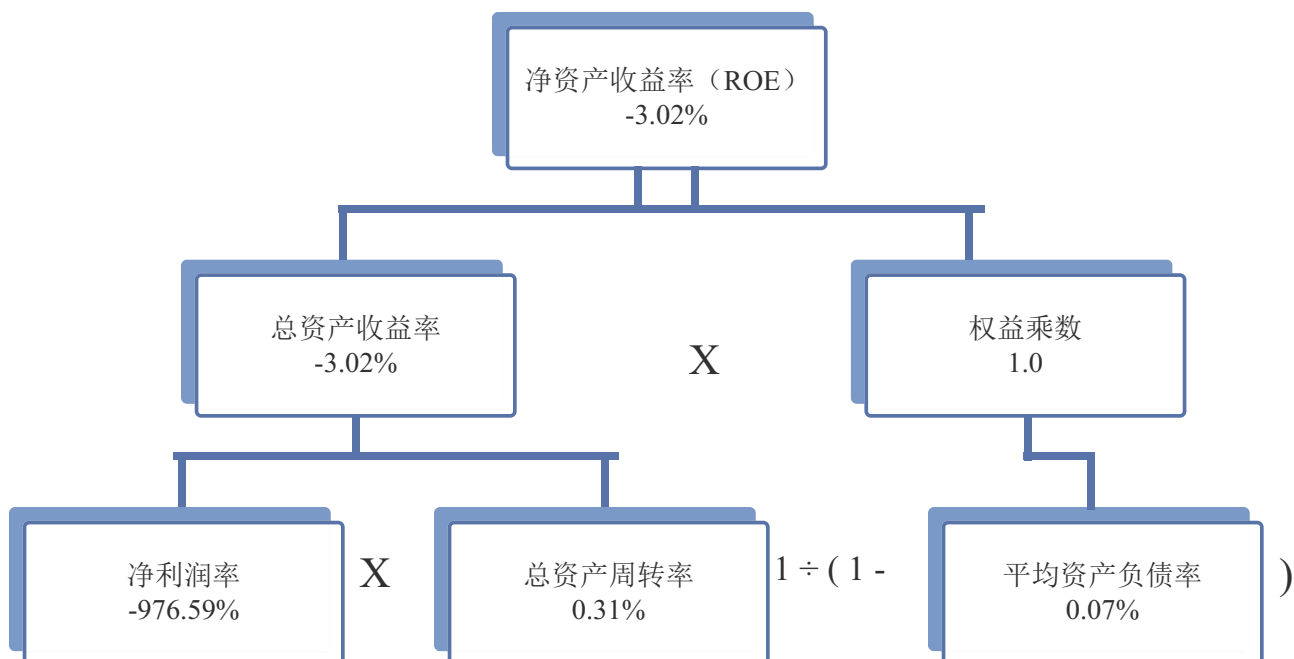 净资产收益率（ROE）
-3.02%
总资产收益率
-3.02%
X
权益乘数
1.0
净利润率
-976.59%
X
总资产周转率
0.31%
1 ÷ ( 1 -
平均资产负债率
0.07%
)